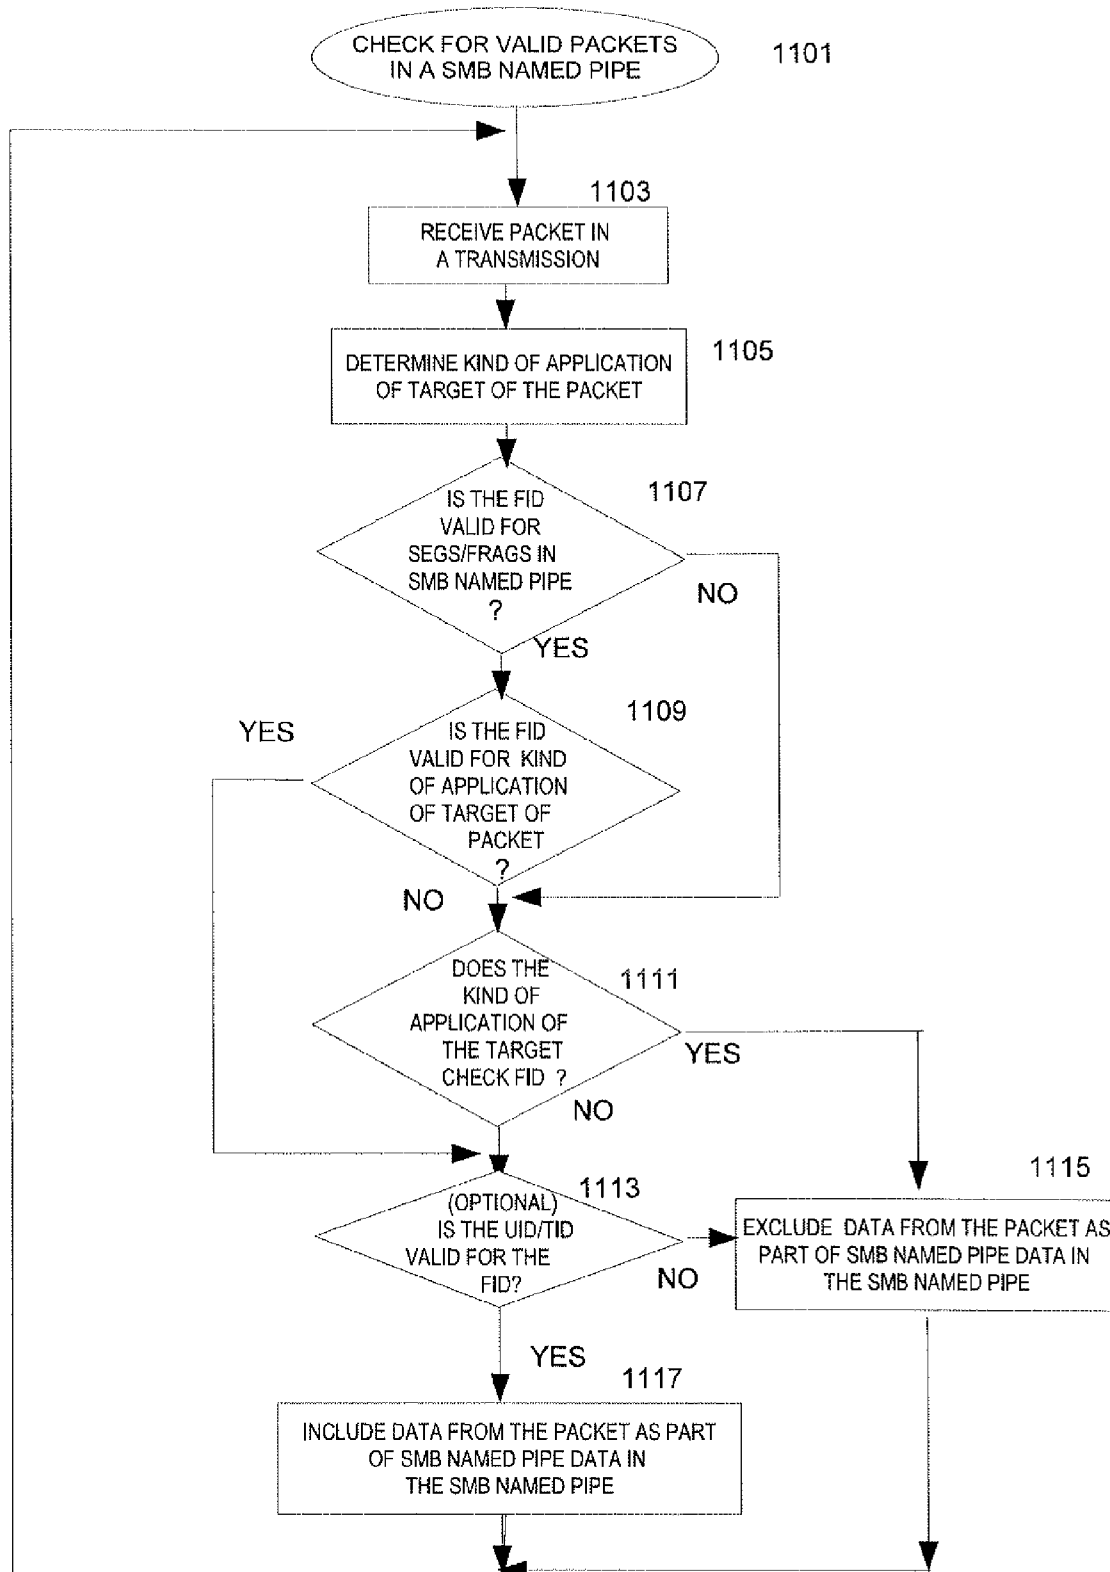 CHECK FOR VALID PACKETS
IN A SMB NAMED PIPE
1101
1103
RECEIVE PACKET IN
A TRANSMISSION
1105
DETERMINE KIND OF APPLICATION
OF TARGET OF THE PACKET
1107
IS THE FID
VALID FOR
SEGS/FRAGS IN
SMB NAMED PIPE
?
NO
YES
1109
YES
IS THE FID
VALID FOR KIND
OF APPLICATION
OF TARGET OF
PACKET
?
NO
1111
DOES THE
KIND OF
APPLICATION OF
THE TARGET
CHECK FID ?
YES
NO
1113
(OPTIONAL)
IS THE UID/TID
VALID FOR THE
FID?
NO
1115
EXCLUDE DATA FROM THE PACKET AS
PART OF SMB NAMED PIPE DATA IN
THE SMB NAMED PIPE
YES
1117
INCLUDE DATA FROM THE PACKET AS PART
OF SMB NAMED PIPE DATA IN
THE SMB NAMED PIPE